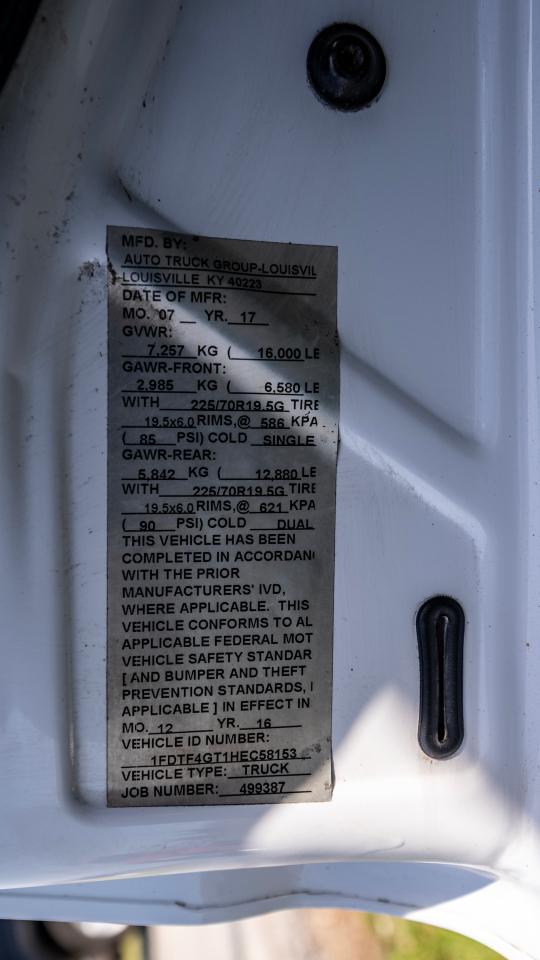 MFD. BY:
AUTO TRUCK GROUP-LOUISVIL
LOUISVILLE KY 40223
DATE OF MFR:
MO. '07 YR. 17
GVWR:
7,257 KG ( 16,000 LB
GAWR-FRONT:
2,985 KG ( 6,580 LB
WITH 225/70R19.5G TIRE
19.5x6.0 RIMS,@ 586 KPA
( 85 PSI) COLD SINGLE
GAWR-REAR:
5,842 KG ( 12,880 LB
WITH 225/70R19.5G TIRE
19.5x6.0 RIMS,@ 621 KPA
( 90 PSI) COLD DUAL
THIS VEHICLE HAS BEEN
COMPLETED IN ACCORDAN
WITH THE PRIOR
MANUFACTURERS' IVD,
WHERE APPLICABLE. THIS
VEHICLE CONFORMS TO AL
APPLICABLE FEDERAL MOT
VEHICLE SAFETY STANDAR
[ AND BUMPER AND THEFT
PREVENTION STANDARDS, I
APPLICABLE ] IN EFFECT IN
MO. 12 YR. 16
VEHICLE ID NUMBER:
1FDTF4GT1HEC58153
VEHICLE TYPE: TRUCK
JOB NUMBER: 499387